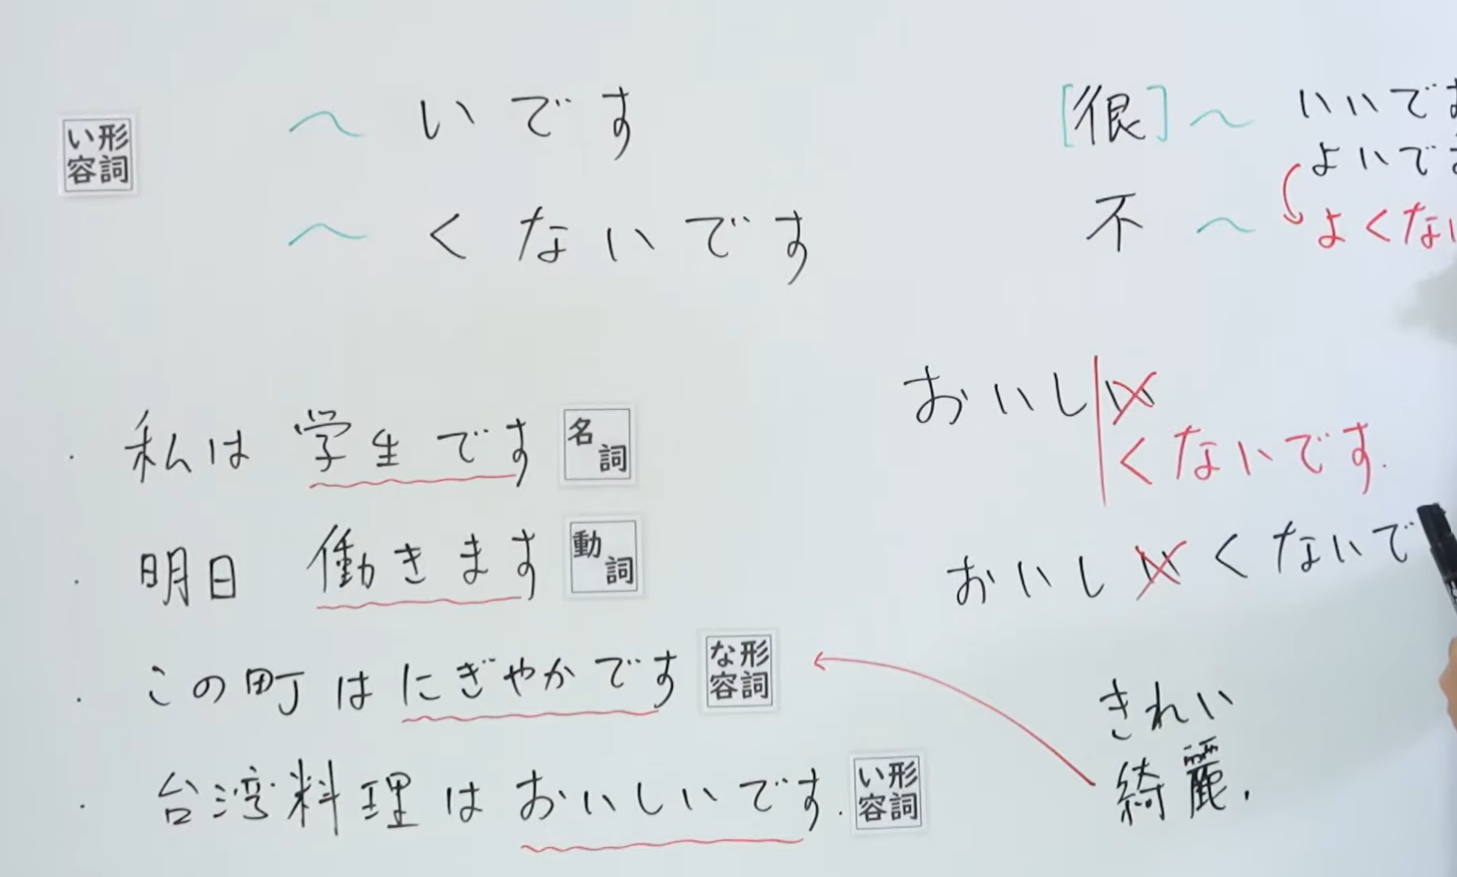 い形
容詞
～いです
～くないです
[很]～
不～
いいです
よいです
よくない
私は学生です
名
詞
明日 働きます
動
詞
この町はにぎやかです
な形
容詞
台湾料理はおいしいです.
い形
容詞
おいしい
くないです.
おいしいくないで
きれい
綺麗.